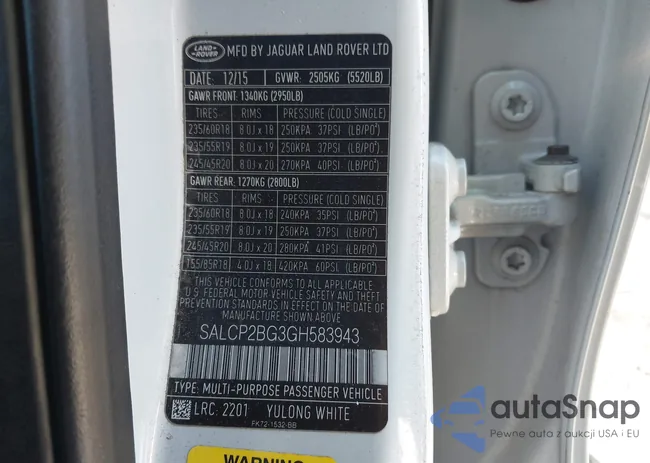 LAND ROVER
MFD BY JAGUAR LAND ROVER LTD
DATE: 12/15 GVWR: 2505KG (5520LB)
GAWR FRONT: 1340KG (2950LB)
TIRES RIMS PRESSURE (COLD SINGLE)
235/60R18 8.0J x 18 250KPA 37PSI (LB/PO²)
235/55R19 8.0J x 19 250KPA 37PSI (LB/PO²)
245/45R20 8.0J x 20 270KPA 40PSI (LB/PO²)
GAWR REAR: 1270KG (2800LB)
TIRES RIMS PRESSURE (COLD SINGLE)
235/60R18 8.0J x 18 240KPA 35PSI (LB/PO²)
235/55R19 8.0J x 19 250KPA 37PSI (LB/PO²)
245/45R20 8.0J x 20 280KPA 41PSI (LB/PO²)
155/85R18 4.0J x 18 420KPA 60PSI (LB/PO²)
THIS VEHICLE CONFORMS TO ALL APPLICABLE
U.S. FEDERAL MOTOR VEHICLE SAFETY AND THEFT
PREVENTION STANDARDS IN EFFECT ON THE DATE OF
MANUFACTURE SHOWN ABOVE.
SALCP2BG3GH583943
TYPE: MULTI-PURPOSE PASSENGER VEHICLE
LRC: 2201 YULONG WHITE
FK72-1532-BB
WARNING
autaSnap
Pewne auta z aukcji USA i EU